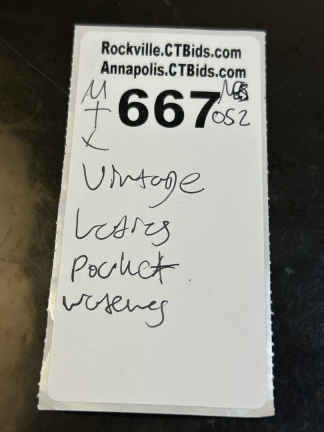 Rockville.CTBids.com
Annapolis.CTBids.com
M 667
T 052
X
Vintage
Ladies
pocket